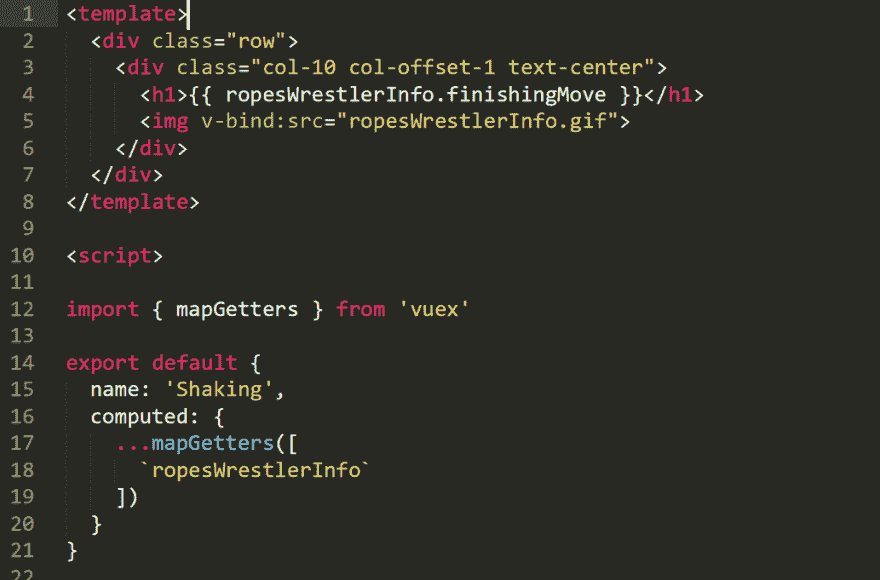 1 <template>
2 <div class="row">
3 <div class="col-10 col-offset-1 text-center">
4 <h1>{{ ropesWrestlerInfo.finishingMove }}</h1>
5 <img v-bind:src="ropesWrestlerInfo.gif">
6 </div>
7 </div>
8 </template>
9
10 <script>
11
12 import { mapGetters } from 'vuex'
13
14 export default {
15 name: 'Shaking',
16 computed: {
17 ...mapGetters([
18 `ropesWrestlerInfo`
19 ])
20 }
21 }
22